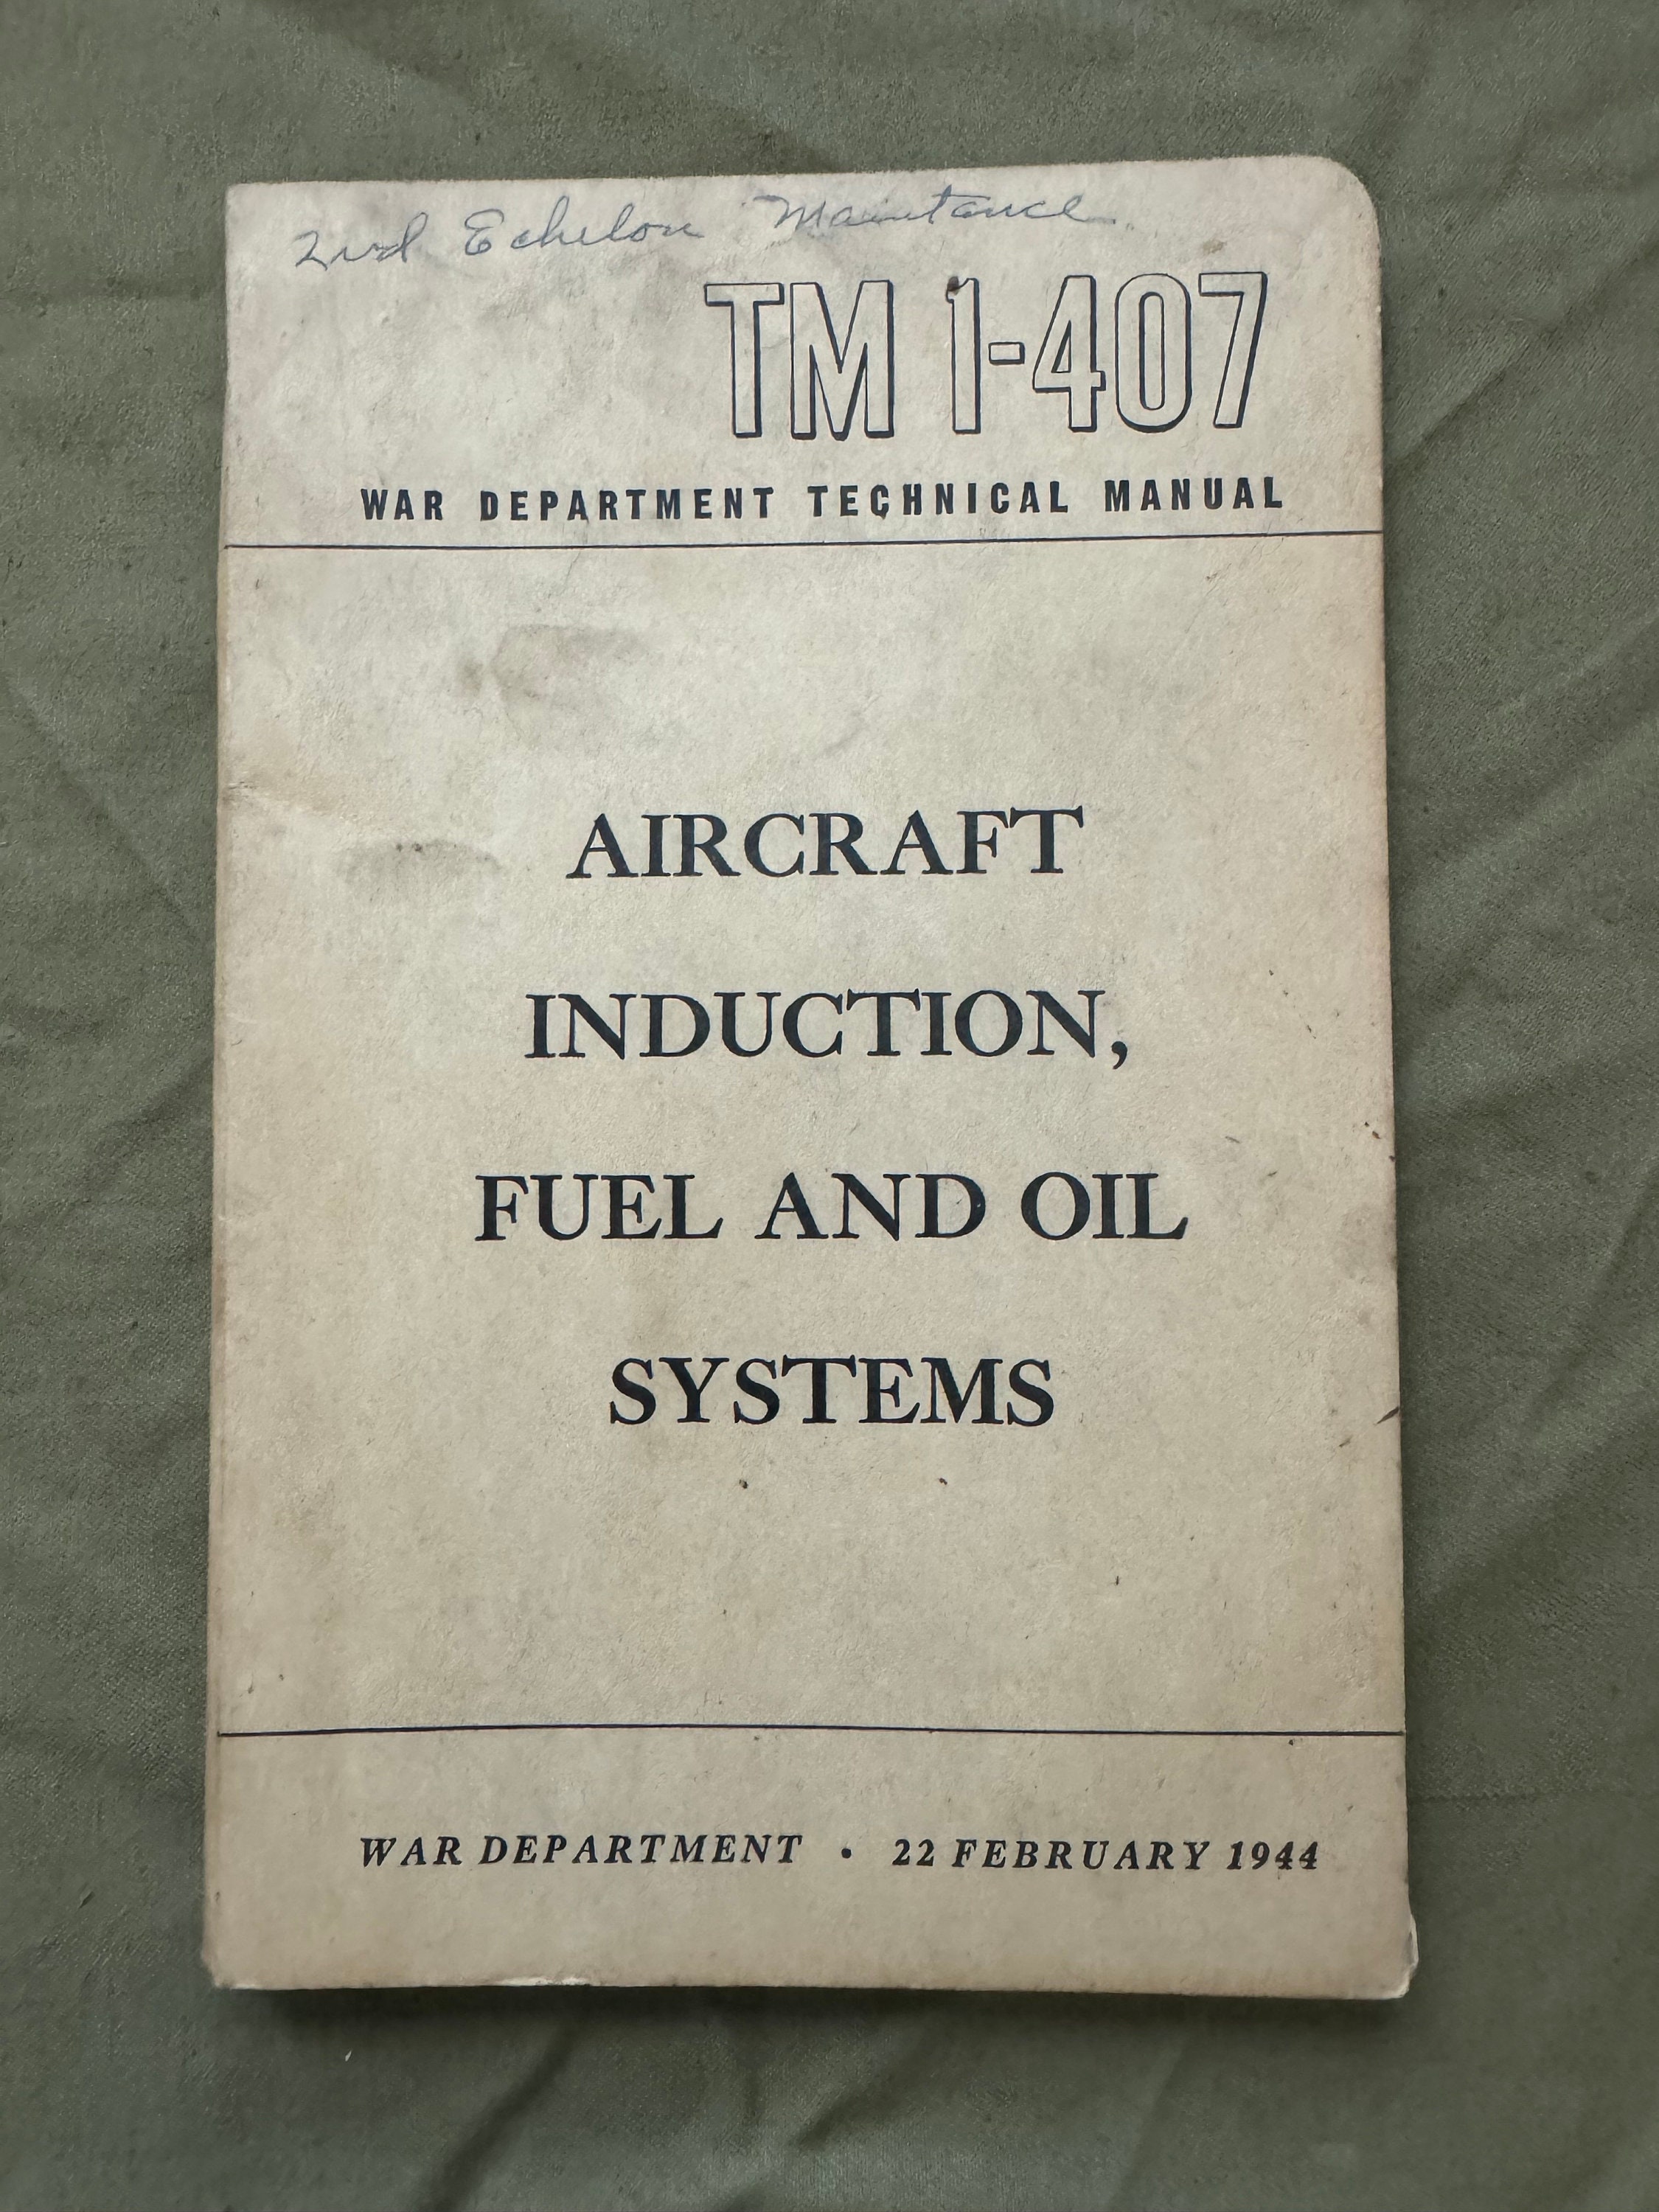 2nd Echelon Maintance
TM 1-407
WAR DEPARTMENT TECHNICAL MANUAL
AIRCRAFT
INDUCTION,
FUEL AND OIL
SYSTEMS
WAR DEPARTMENT • 22 FEBRUARY 1944